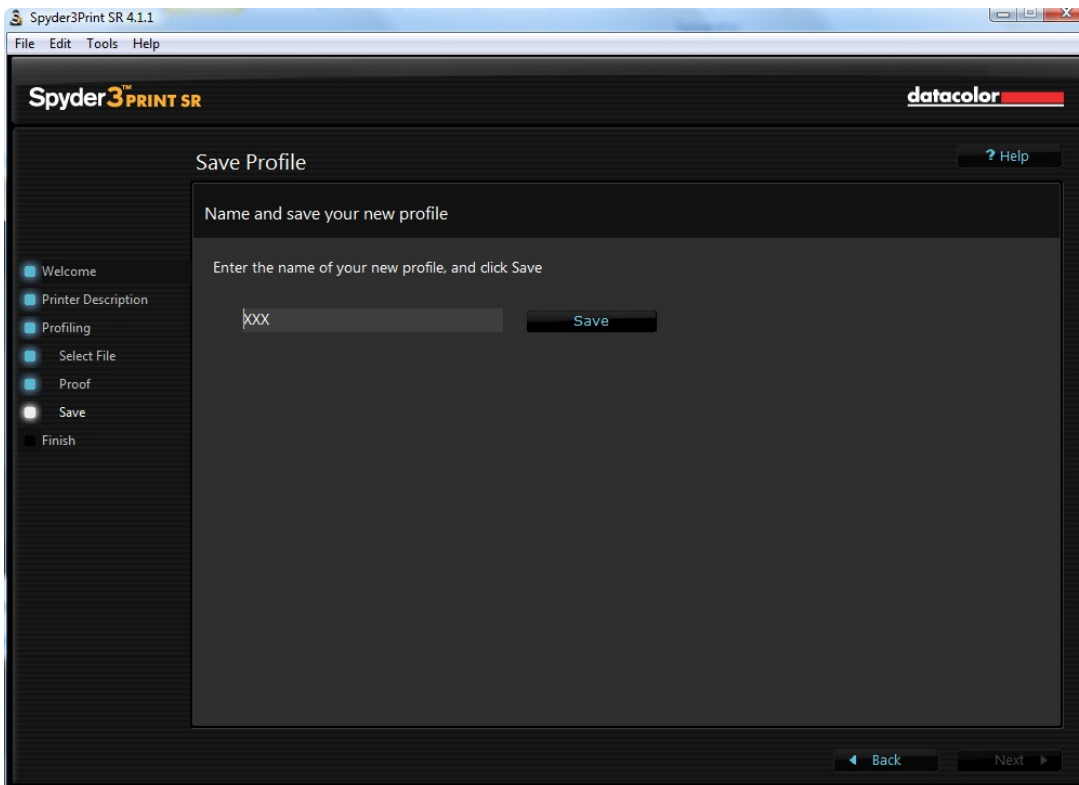 Spyder3Print SR 4.1.1
File Edit Tools Help
Spyder3™PRINT SR
datacolor
Save Profile
? Help
Name and save your new profile
Welcome
Enter the name of your new profile, and click Save
Printer Description
Profiling
XXX
Save
Select File
Proof
Save
Finish
Back
Next